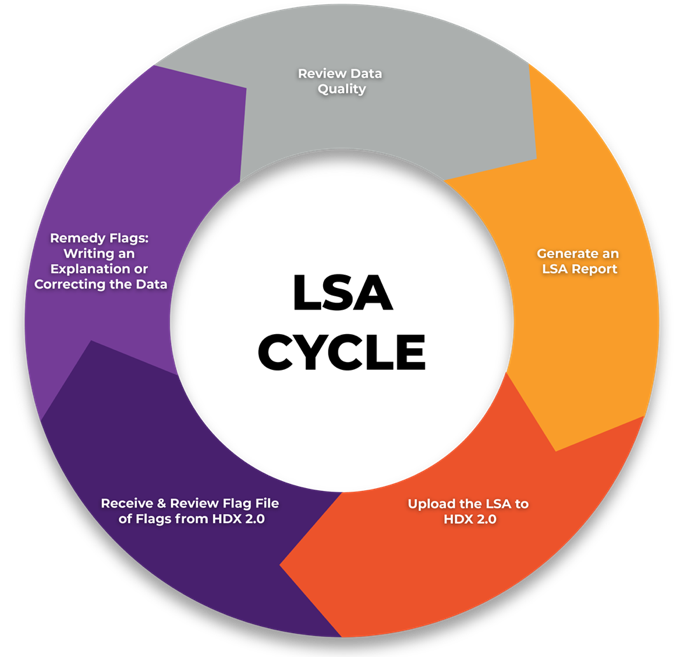 Review Data
Quality
Generate an
LSA Report
Upload the LSA to
HDX 2.0
Receive & Review Flag File
of Flags from HDX 2.0
Remedy Flags:
Writing an
Explanation or
Correcting the Data
LSA
CYCLE